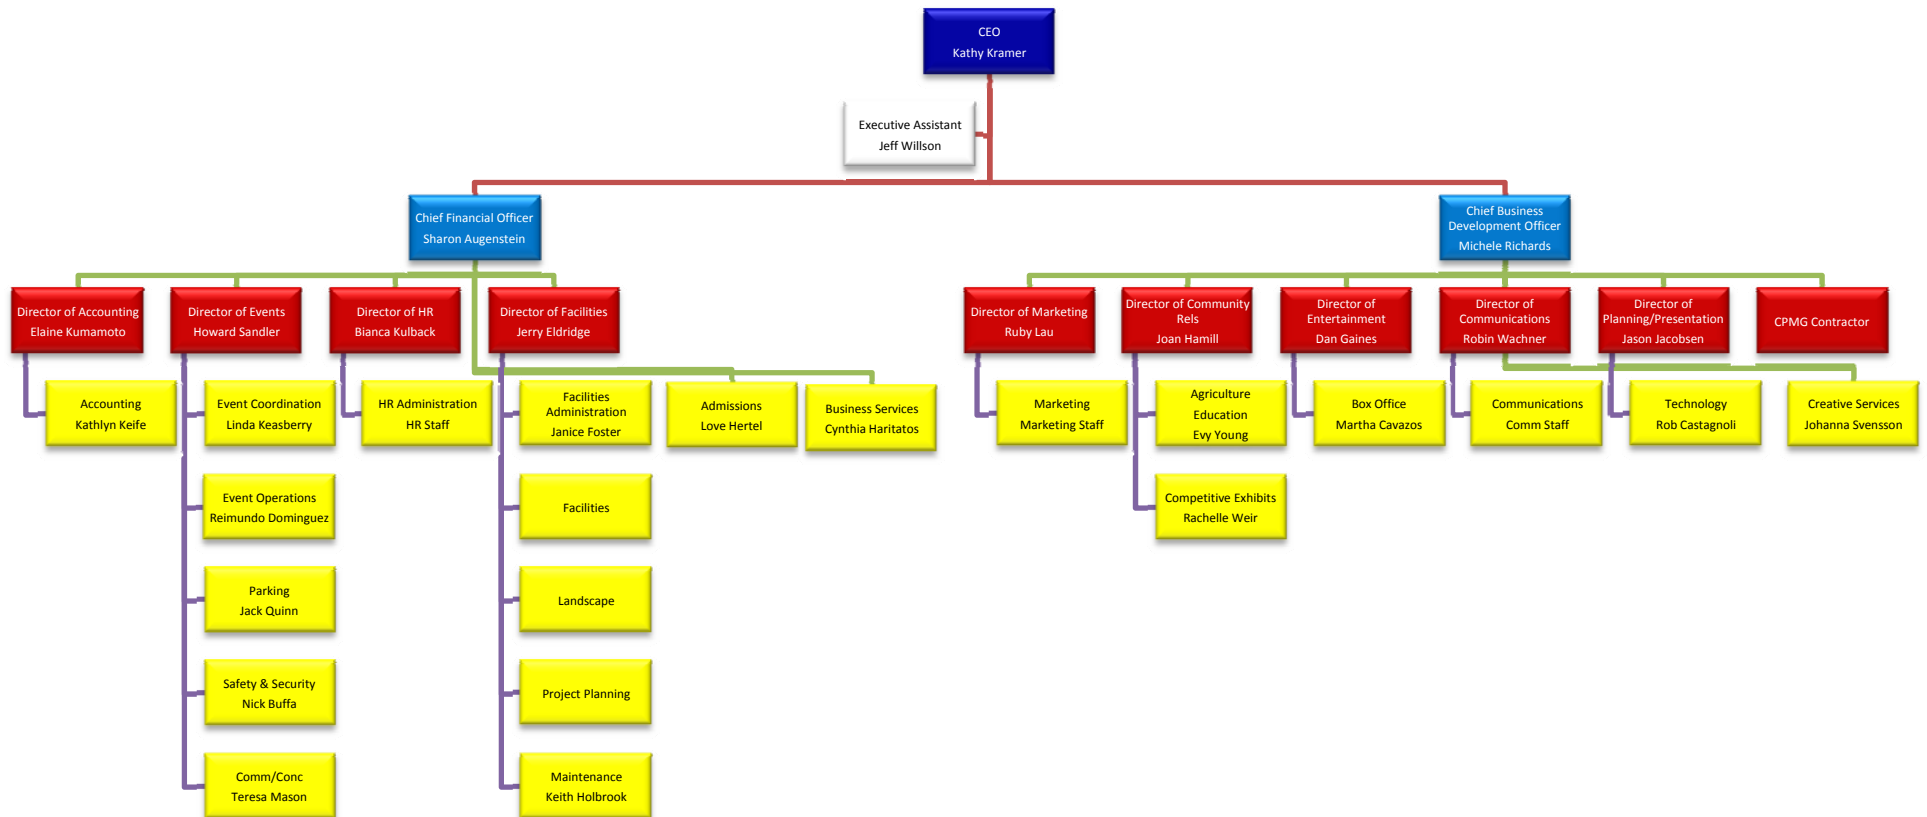 CEO
Kathy Kramer
Executive Assistant
Jeff Willson
Chief Financial Officer
Sharon Augenstein
Chief Business
Development Officer
Michele Richards
Director of Accounting
Elaine Kumamoto
Director of Events
Howard Sandler
Director of HR
Bianca Kulback
Director of Facilities
Jerry Eldridge
Director of Marketing
Ruby Lau
Director of Community
Rels
Joan Hamill
Director of
Entertainment
Dan Gaines
Director of
Communications
Robin Wachner
Director of
Planning/Presentation
Jason Jacobsen
CPMG Contractor
Accounting
Kathlyn Keife
Event Coordination
Linda Keasberry
HR Administration
HR Staff
Facilities
Administration
Janice Foster
Admissions
Love Hertel
Business Services
Cynthia Haritatos
Marketing
Marketing Staff
Agriculture
Education
Evy Young
Box Office
Martha Cavazos
Communications
Comm Staff
Technology
Rob Castagnoli
Creative Services
Johanna Svensson
Event Operations
Reimundo Dominguez
Facilities
Competitive Exhibits
Rachelle Weir
Parking
Jack Quinn
Landscape
Safety & Security
Nick Buffa
Project Planning
Comm/Conc
Teresa Mason
Maintenance
Keith Holbrook